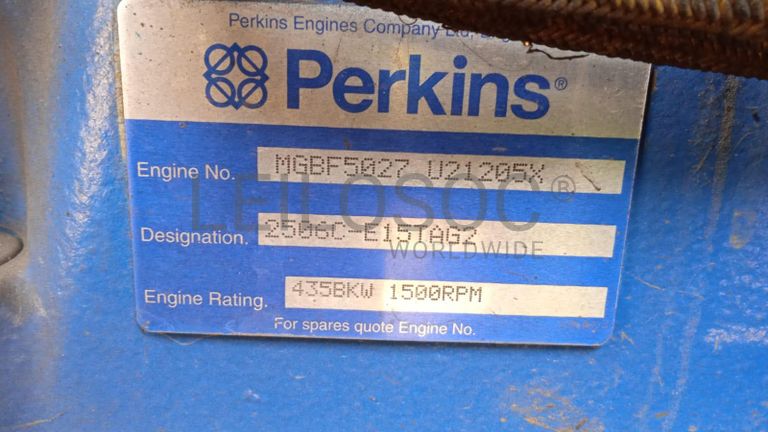 Perkins Engines Company Ltd,
Perkins®
Engine No. MGBF5027 U21205X
LEILOSOC®
Designation. 2506C-E15TAG2
WORLDWIDE
Engine Rating. 435BKW 1500RPM
For spares quote Engine No.